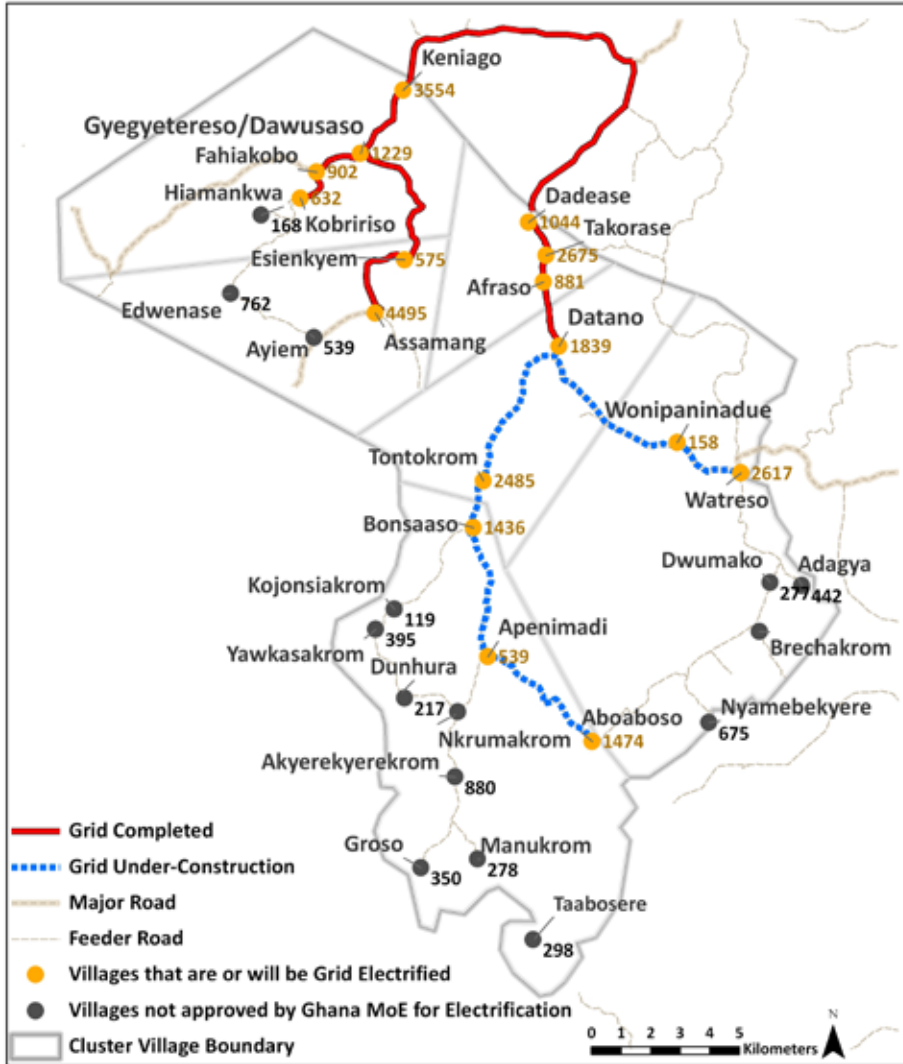 Keniago
3554
Gyegyetereso/Dawusaso
1229
Fahiakobo
902
Hiamankwa
632
168
Kobririso
Dadease
1044
Takorase
2675
Esienkyem
575
Afraso
881
Edwenase
762
4495
Datano
Ayiem
539
Assamang
1839
Wonipaninadue
158
Tontokrom
2485
2617
Watreso
Bonsaaso
1436
Dwumako
Adagya
277
442
Kojonsiakrom
119
Apenimadi
Brechakrom
395
Yawkasakrom
539
Dunhura
217
Nkrumakrom
Aboaboso
1474
Nyamebekyere
675
Akyerekyerekrom
880
Groso
350
Manukrom
278
Taabosere
298
Grid Completed
Grid Under-Construction
Major Road
Feeder Road
Villages that are or will be Grid Electrified
Villages not approved by Ghana MoE for Electrification
Cluster Village Boundary
N
0 1 2 3 4 5
Kilometers